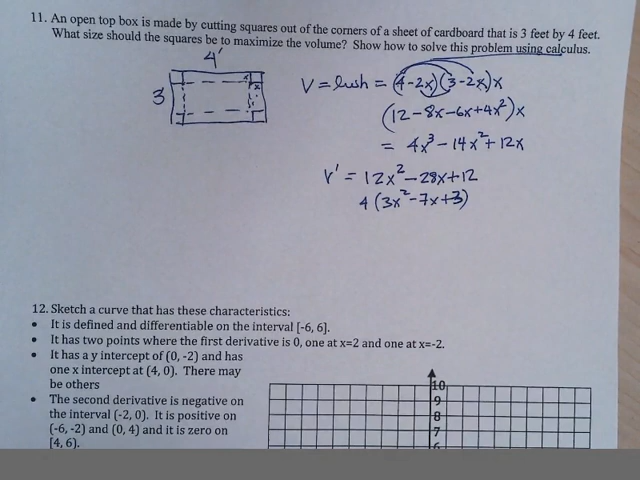 11. An open top box is made by cutting squares out of the corners of a sheet of cardboard that is 3 feet by 4 feet.
What size should the squares be to maximize the volume? Show how to solve this problem using calculus.
4'
3'
x
x
V = lwh = (4-2x)(3-2x)x
(12-8x-6x+4x²)x
= 4x³-14x²+12x
V' = 12x²-28x+12
4(3x²-7x+3)
12. Sketch a curve that has these characteristics:
• It is defined and differentiable on the interval [-6, 6].
• It has two points where the first derivative is 0, one at x=2 and one at x=-2.
• It has a y intercept of (0, -2) and has
one x intercept at (4, 0). There may
be others
• The second derivative is negative on
the interval (-2, 0). It is positive on
(-6, -2) and (0, 4) and it is zero on
[4, 6).
10
9
8
7
6